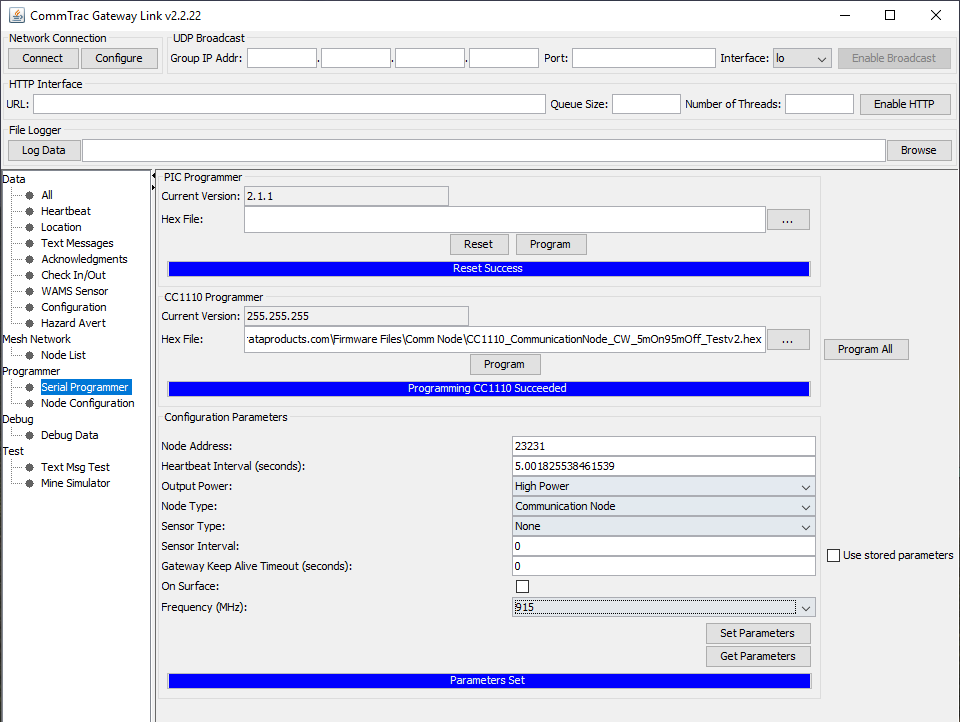 CommTrac Gateway Link v2.2.22
Network Connection
UDP Broadcast
Connect
Configure
Group IP Addr: . . .
Port:
Interface: lo
Enable Broadcast
HTTP Interface
URL:
Queue Size:
Number of Threads:
Enable HTTP
File Logger
Log Data
Browse
Data
All
Heartbeat
Location
Text Messages
Acknowledgments
Check In/Out
WAMS Sensor
Configuration
Hazard Avert
Mesh Network
Node List
Programmer
Serial Programmer
Node Configuration
Debug
Debug Data
Test
Text Msg Test
Mine Simulator
PIC Programmer
Current Version: 2.1.1
Hex File:
...
Reset
Program
Reset Success
CC1110 Programmer
Current Version: 255.255.255
Hex File: rataproducts.com\Firmware Files\Comm Node\CC1110_CommunicationNode_CW_5mOn95mOff_Testv2.hex
...
Program
Programming CC1110 Succeeded
Program All
Configuration Parameters
Node Address: 23231
Heartbeat Interval (seconds): 5.001825538461539
Output Power: High Power
Node Type: Communication Node
Sensor Type: None
Sensor Interval: 0
Gateway Keep Alive Timeout (seconds): 0
On Surface:
Frequency (MHz): 915
Use stored parameters
Set Parameters
Get Parameters
Parameters Set